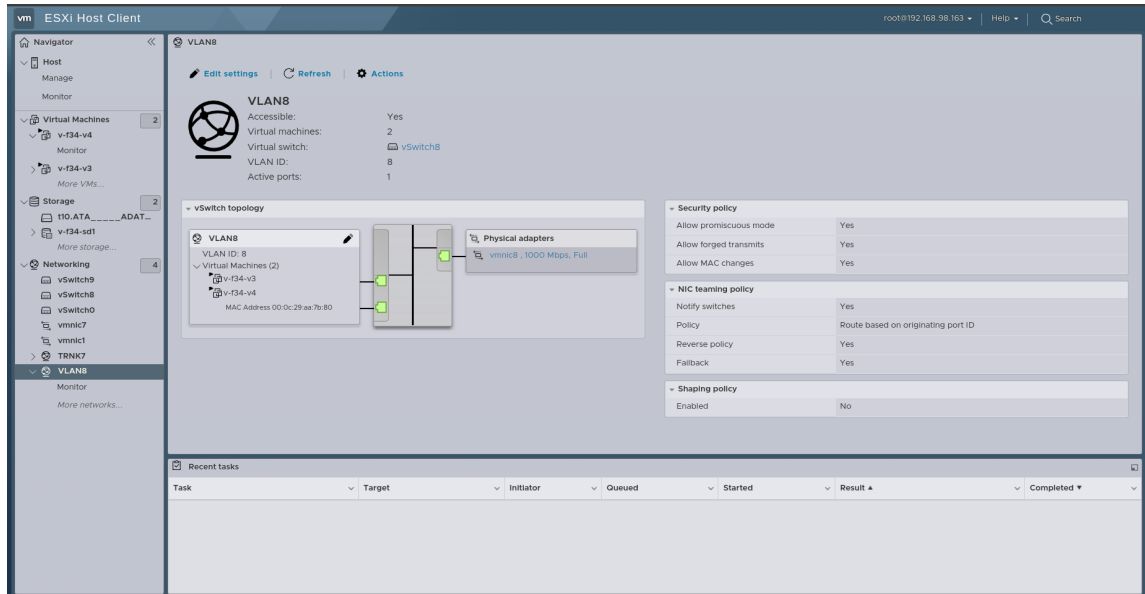 vm ESXi Host Client
root@192.168.98.163 Help Search
Navigator
Host
Manage
Monitor
Virtual Machines 2
v-f34-v4
Monitor
v-f34-v3
More VMs...
Storage 2
t10.ATA_____ADAT...
v-f34-sd1
More storage...
Networking 4
vSwitch9
vSwitch8
vSwitch0
vmnic7
vmnic1
TRNK7
VLAN8
Monitor
More networks...
VLAN8
Edit settings Refresh Actions
VLAN8
Accessible: Yes
Virtual machines: 2
Virtual switch: vSwitch8
VLAN ID: 8
Active ports: 1
vSwitch topology
VLAN8
VLAN ID: 8
Virtual Machines (2)
v-f34-v3
v-f34-v4
MAC Address 00:0c:29:aa:7b:80
Physical adapters
vmnic8 , 1000 Mbps, Full
Security policy
Allow promiscuous mode Yes
Allow forged transmits Yes
Allow MAC changes Yes
NIC teaming policy
Notify switches Yes
Policy Route based on originating port ID
Reverse policy Yes
Failback Yes
Shaping policy
Enabled No
Recent tasks
Task Target Initiator Queued Started Result Completed